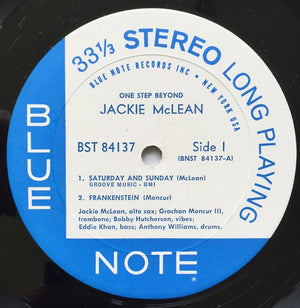 33⅓ STEREO LONG PLAYING
BLUE NOTE RECORDS INC • NEW YORK USA
ONE STEP BEYOND
JACKIE McLEAN
BST 84137
Side 1
(BNST 84137-A)
1. SATURDAY AND SUNDAY (McLean)
GROOVE MUSIC - BMI
2. FRANKENSTEIN (Moncur)
Jackie McLean, alto sax; Grachan Moncur III,
trombone; Bobby Hutcherson, vibes;
Eddie Khan, bass; Anthony Williams, drums.
BLUE
NOTE®